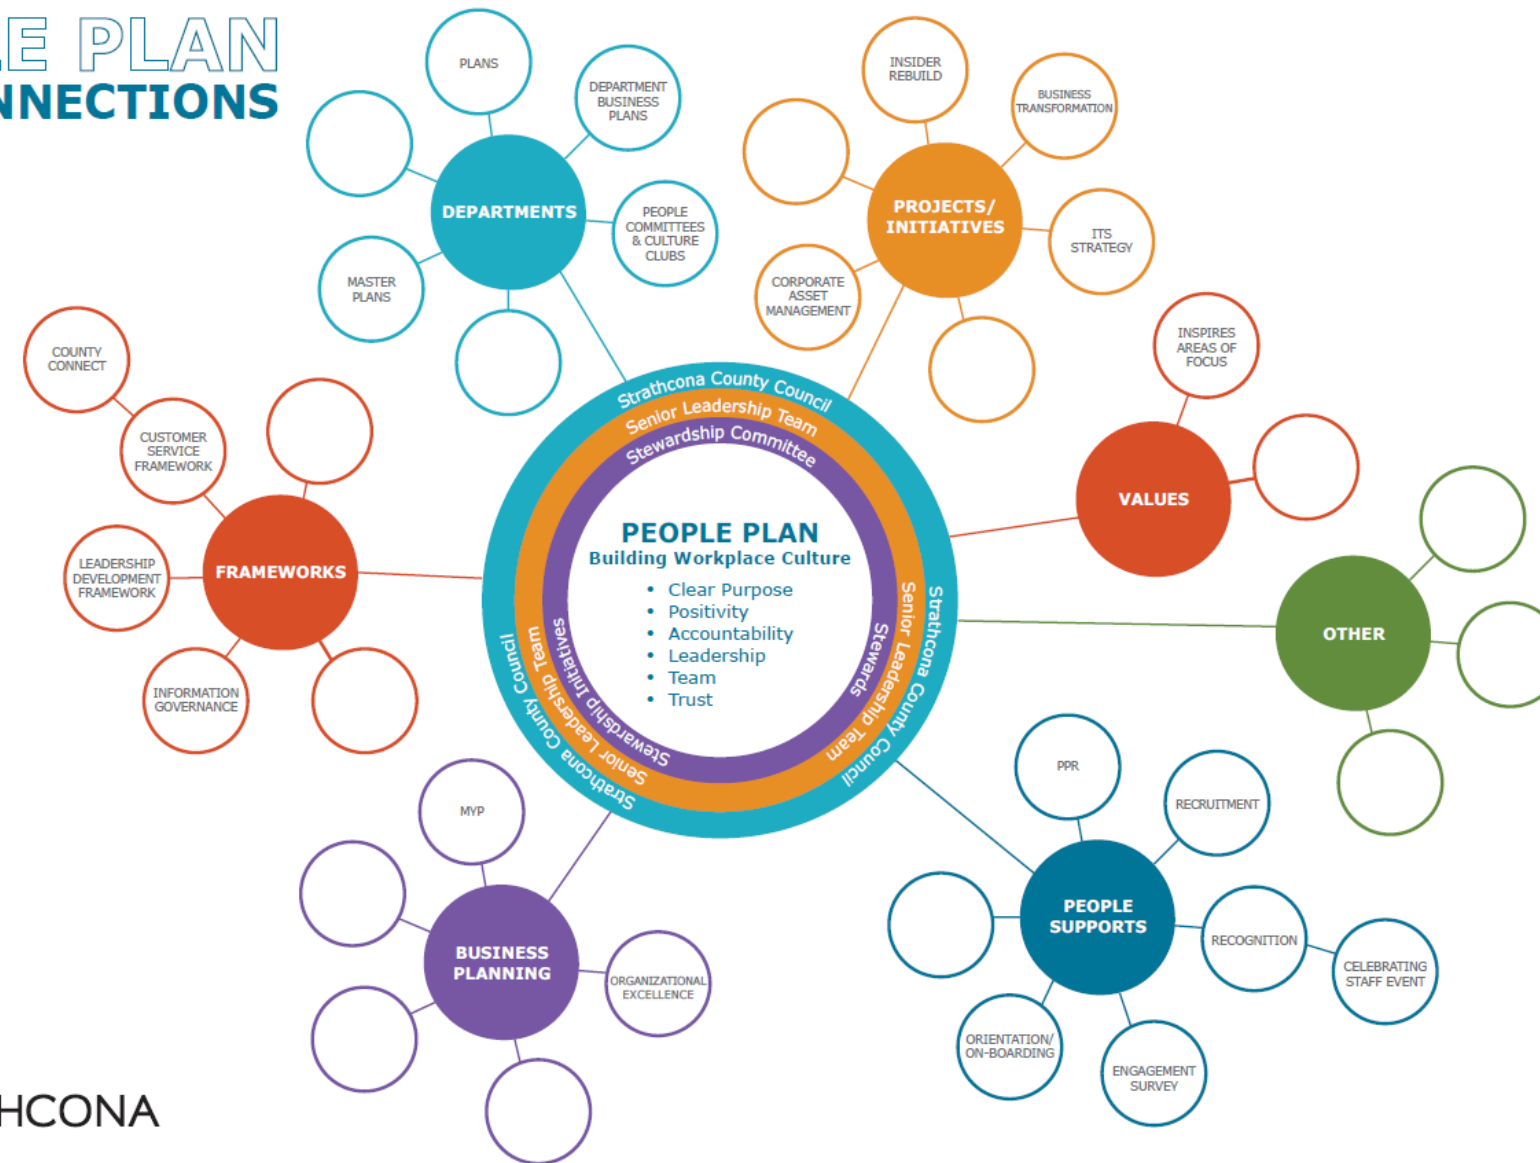 E PLAN
NNECTIONS
PLANS
DEPARTMENT
BUSINESS
PLANS
DEPARTMENTS
PEOPLE
COMMITTEES
& CULTURE
CLUBS
MASTER
PLANS
INSIDER
REBUILD
BUSINESS
TRANSFORMATION
PROJECTS/
INITIATIVES
ITS
STRATEGY
CORPORATE
ASSET
MANAGEMENT
INSPIRES
AREAS OF
FOCUS
VALUES
OTHER
COUNTY
CONNECT
CUSTOMER
SERVICE
FRAMEWORK
LEADERSHIP
DEVELOPMENT
FRAMEWORK
FRAMEWORKS
INFORMATION
GOVERNANCE
Strathcona County Council
Senior Leadership Team
Stewardship Committee
PEOPLE PLAN
Building Workplace Culture
• Clear Purpose
• Positivity
• Accountability
• Leadership
• Team
• Trust
Stewards
Senior Leadership Team
Strathcona County Council
Stewardship Initiatives
Senior Leadership Team
Strathcona County Council
MYP
BUSINESS
PLANNING
ORGANIZATIONAL
EXCELLENCE
PPR
RECRUITMENT
PEOPLE
SUPPORTS
RECOGNITION
CELEBRATING
STAFF EVENT
ORIENTATION/
ON-BOARDING
ENGAGEMENT
SURVEY
HCONA